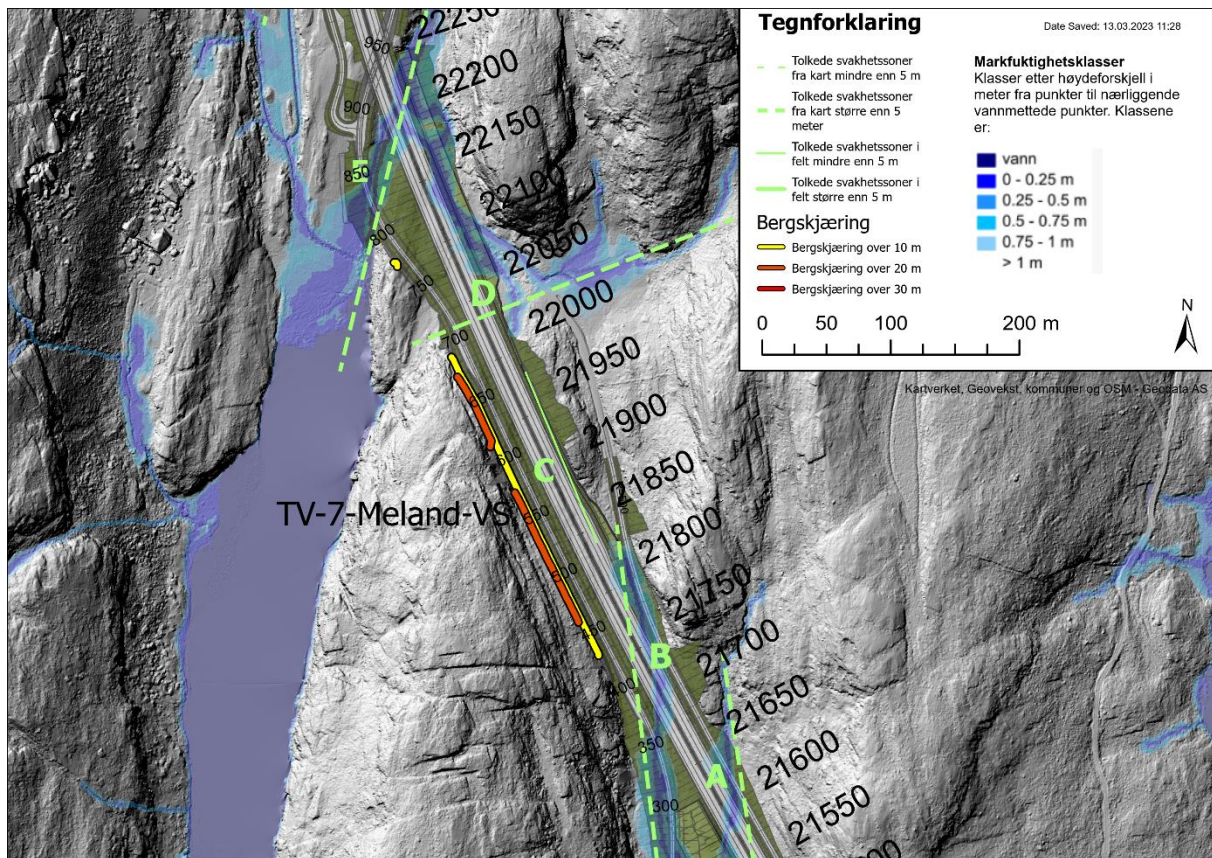 Tegnforklaring
Date Saved: 13.03.2023 11:28
Tolkede svakhetssoner
fra kart mindre enn 5 m
Tolkede svakhetssoner
fra kart større enn 5
meter
Tolkede svakhetssoner i
felt mindre enn 5 m
Tolkede svakhetssoner i
felt større enn 5 m
Bergskjæring
Bergskjæring over 10 m
Bergskjæring over 20 m
Bergskjæring over 30 m
Markfuktighetsklasser
Klasser etter høydeforskjell i
meter fra punkter til nærliggende
vannmettede punkter. Klassene
er:
vann
0 - 0.25 m
0.25 - 0.5 m
0.5 - 0.75 m
0.75 - 1 m
> 1 m
0 50 100 200 m
N
Kartverket, Geovekst, kommuner og OSM - Geodata AS
22250
950
22200
900
22150
850
E
22100
800
22050
750
D
22000
700
21950
650
21900
600
C
21850
TV-7-Meland-VS
550
21800
500
21750
450
B
21700
400
21650
350
21600
A
300
21550